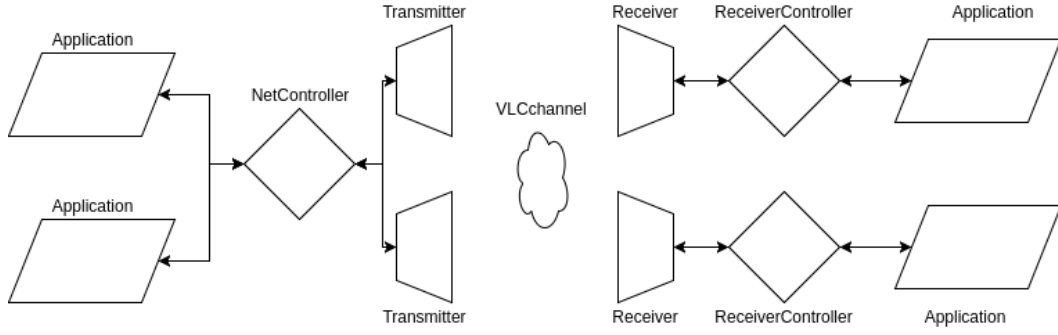 Transmitter
Receiver
ReceiverController
Application
Application
NetController
VLCchannel
Application
Transmitter
Receiver
ReceiverController
Application